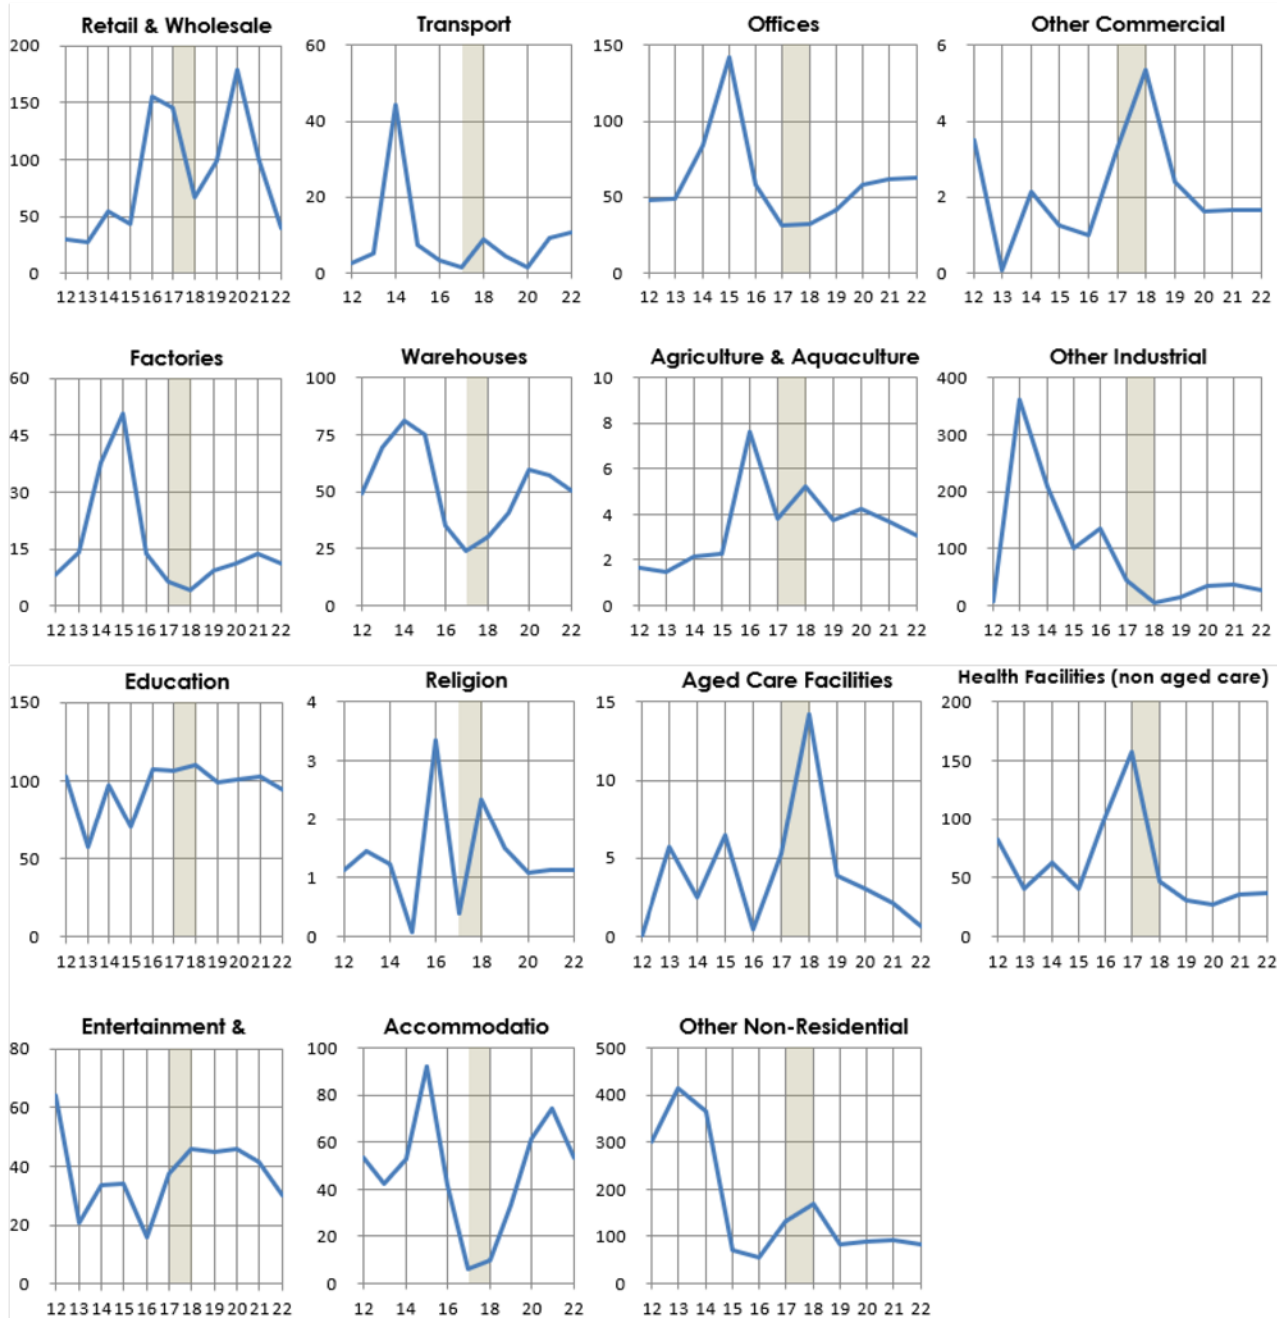 Retail & Wholesale
200
150
100
50
0
12 13 14 15 16 17 18 19 20 21 22
Transport
60
40
20
0
12 14 16 18 20 22
Offices
150
100
50
0
12 13 14 15 16 17 18 19 20 21 22
Other Commercial
6
4
2
0
12 13 14 15 16 17 18 19 20 21 22
Factories
60
45
30
15
0
12 13 14 15 16 17 18 19 20 21 22
Warehouses
100
75
50
25
0
12 14 16 18 20 22
Agriculture & Aquaculture
10
8
6
4
2
0
12 13 14 15 16 17 18 19 20 21 22
Other Industrial
400
300
200
100
0
12 13 14 15 16 17 18 19 20 21 22
Education
150
100
50
0
12 13 14 15 16 17 18 19 20 21 22
Religion
4
3
2
1
0
12 14 16 18 20 22
Aged Care Facilities
15
10
5
0
12 13 14 15 16 17 18 19 20 21 22
Health Facilities (non aged care)
200
150
100
50
0
12 13 14 15 16 17 18 19 20 21 22
Entertainment &
80
60
40
20
0
12 13 14 15 16 17 18 19 20 21 22
Accommodatio
100
80
60
40
20
0
12 14 16 18 20 22
Other Non-Residential
500
400
300
200
100
0
12 13 14 15 16 17 18 19 20 21 22